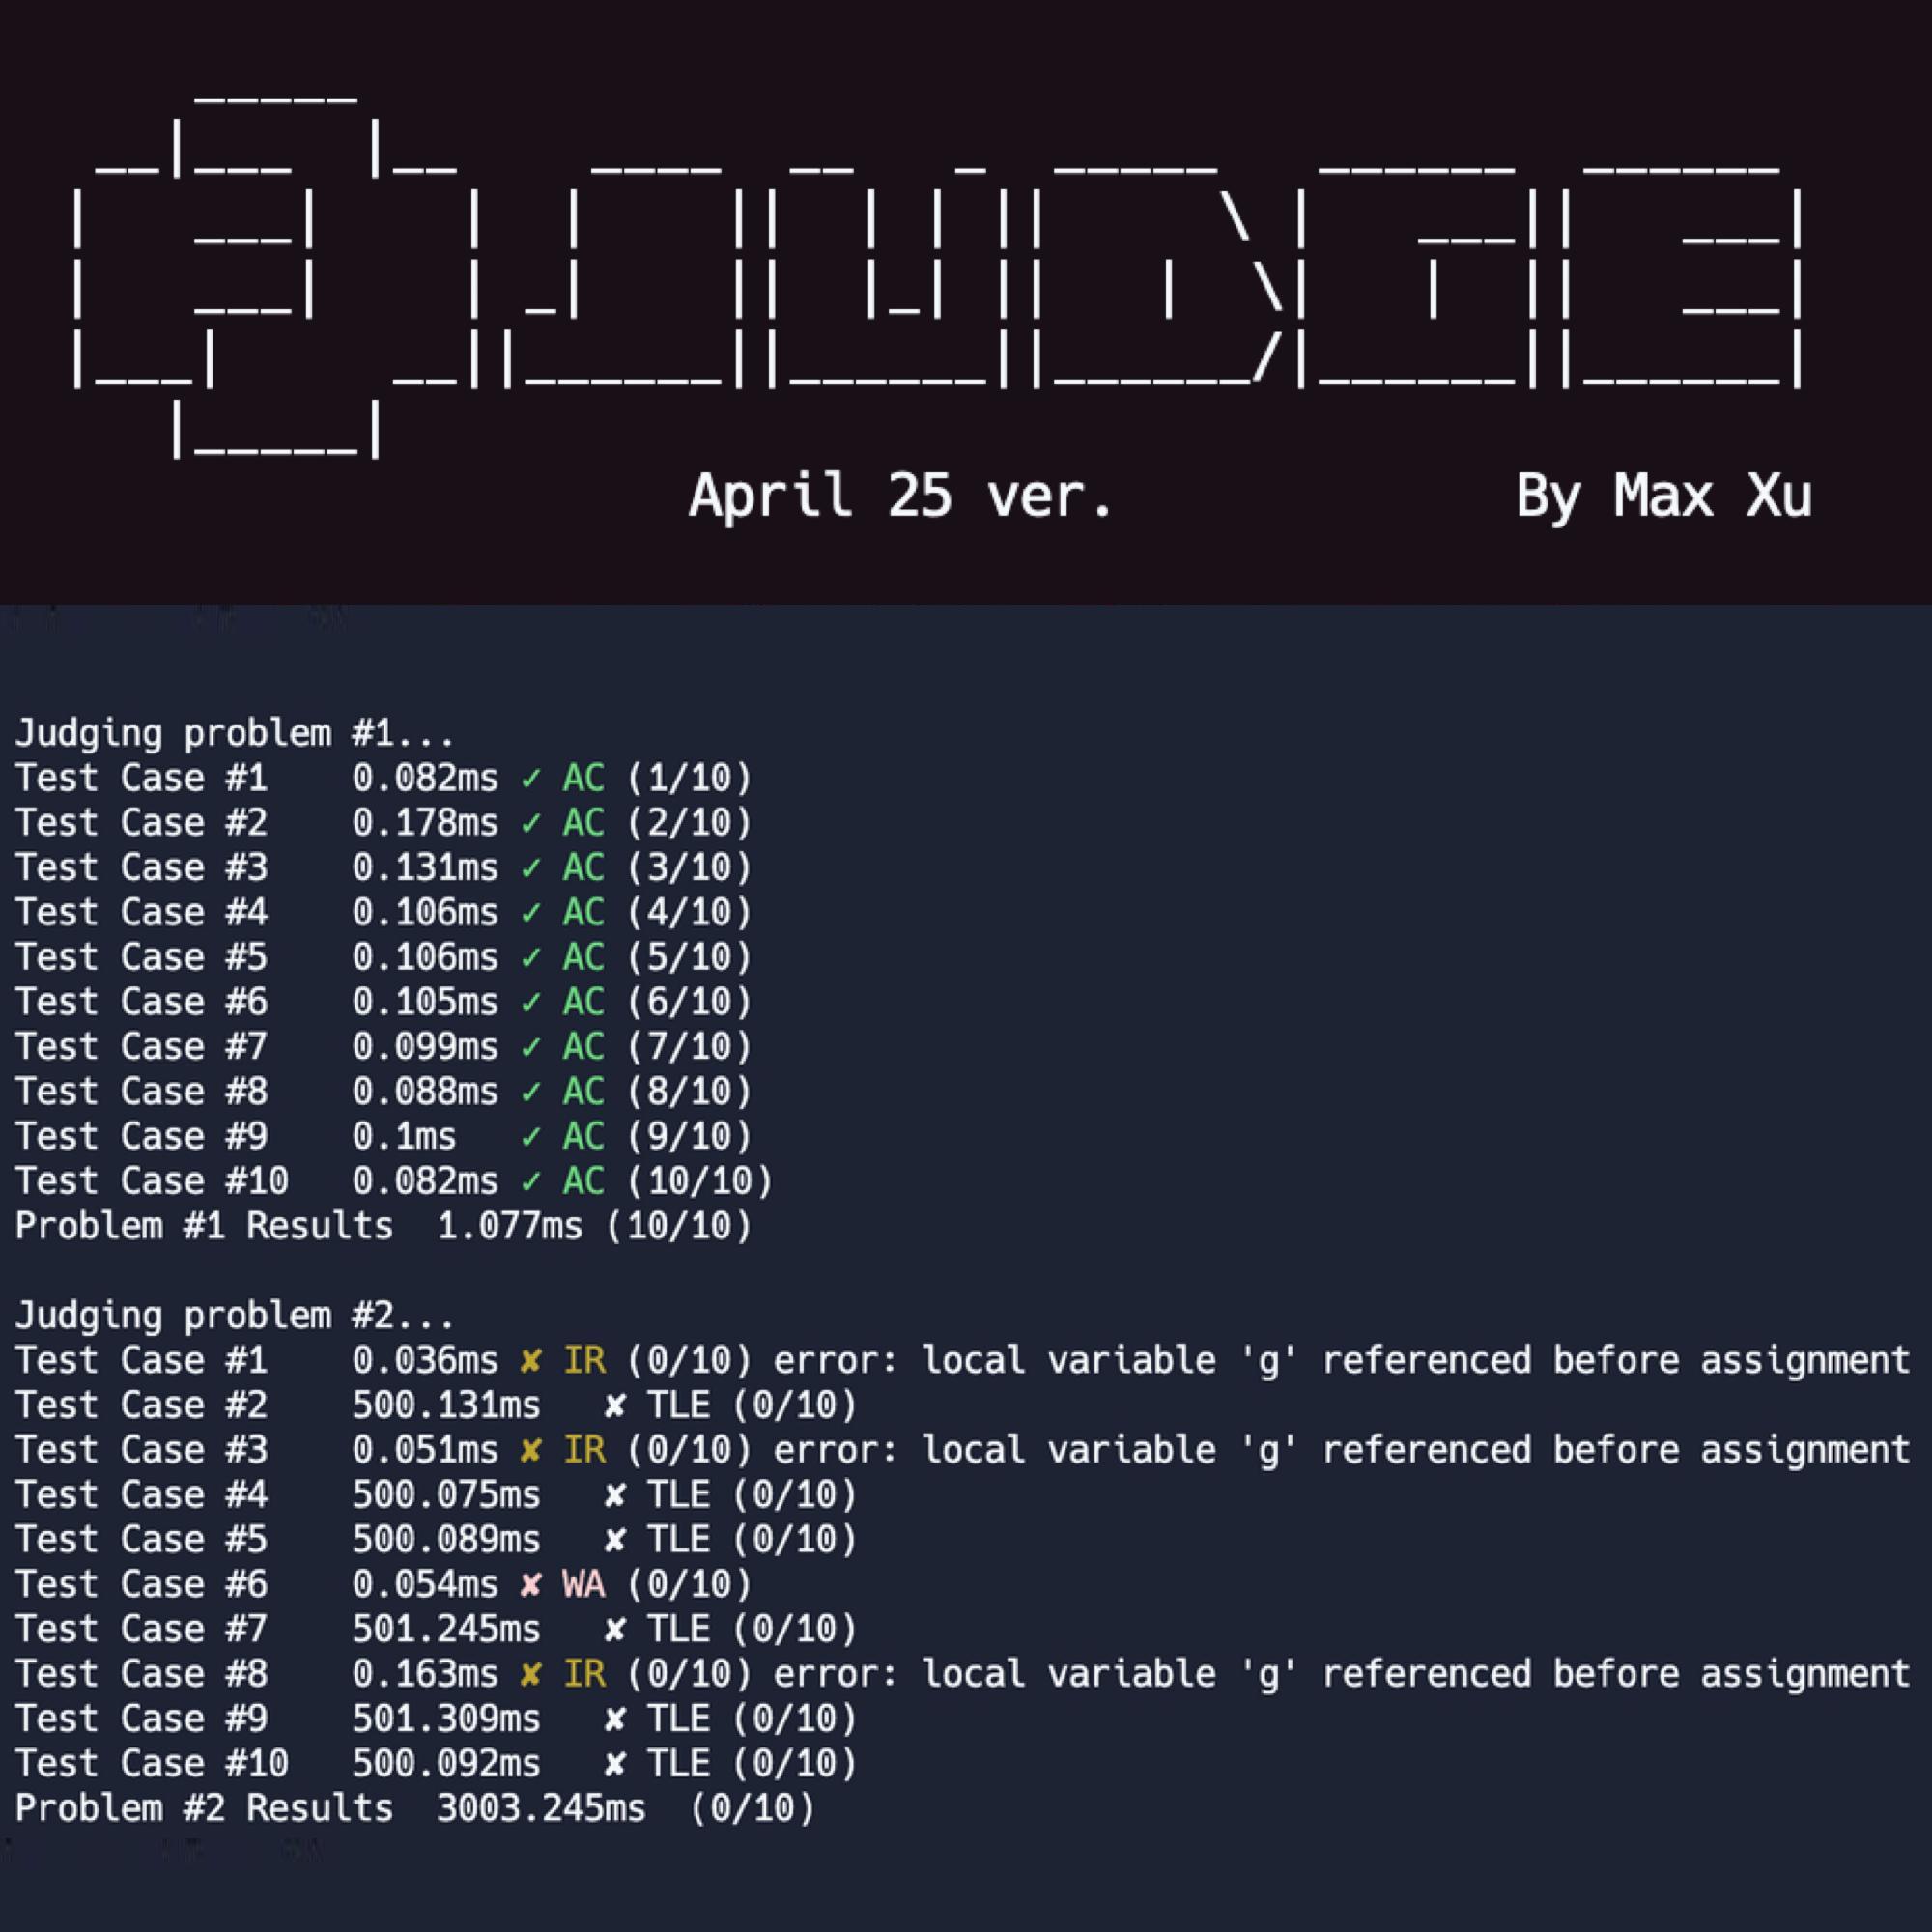 JUDGE
April 25 ver. By Max Xu
Judging problem #1...
Test Case #1 0.082ms ✓ AC (1/10)
Test Case #2 0.178ms ✓ AC (2/10)
Test Case #3 0.131ms ✓ AC (3/10)
Test Case #4 0.106ms ✓ AC (4/10)
Test Case #5 0.106ms ✓ AC (5/10)
Test Case #6 0.105ms ✓ AC (6/10)
Test Case #7 0.099ms ✓ AC (7/10)
Test Case #8 0.088ms ✓ AC (8/10)
Test Case #9 0.1ms ✓ AC (9/10)
Test Case #10 0.082ms ✓ AC (10/10)
Problem #1 Results 1.077ms (10/10)
Judging problem #2...
Test Case #1 0.036ms ✘ IR (0/10) error: local variable 'g' referenced before assignment
Test Case #2 500.131ms ✘ TLE (0/10)
Test Case #3 0.051ms ✘ IR (0/10) error: local variable 'g' referenced before assignment
Test Case #4 500.075ms ✘ TLE (0/10)
Test Case #5 500.089ms ✘ TLE (0/10)
Test Case #6 0.054ms ✘ WA (0/10)
Test Case #7 501.245ms ✘ TLE (0/10)
Test Case #8 0.163ms ✘ IR (0/10) error: local variable 'g' referenced before assignment
Test Case #9 501.309ms ✘ TLE (0/10)
Test Case #10 500.092ms ✘ TLE (0/10)
Problem #2 Results 3003.245ms (0/10)